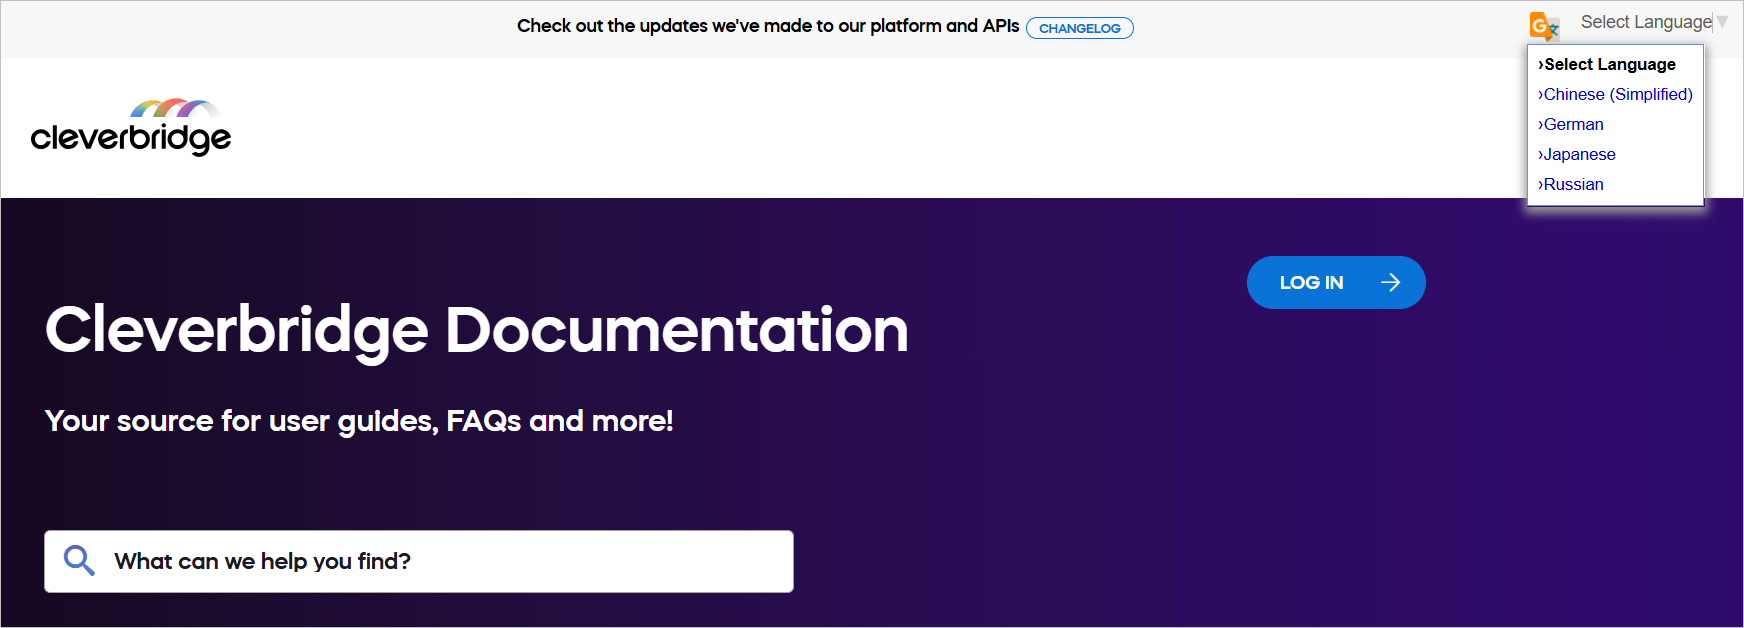 Check out the updates we've made to our platform and APIs CHANGELOG
G文 Select Language▼
›Select Language
›Chinese (Simplified)
›German
›Japanese
›Russian
cleverbridge
LOG IN →
Cleverbridge Documentation
Your source for user guides, FAQs and more!
What can we help you find?